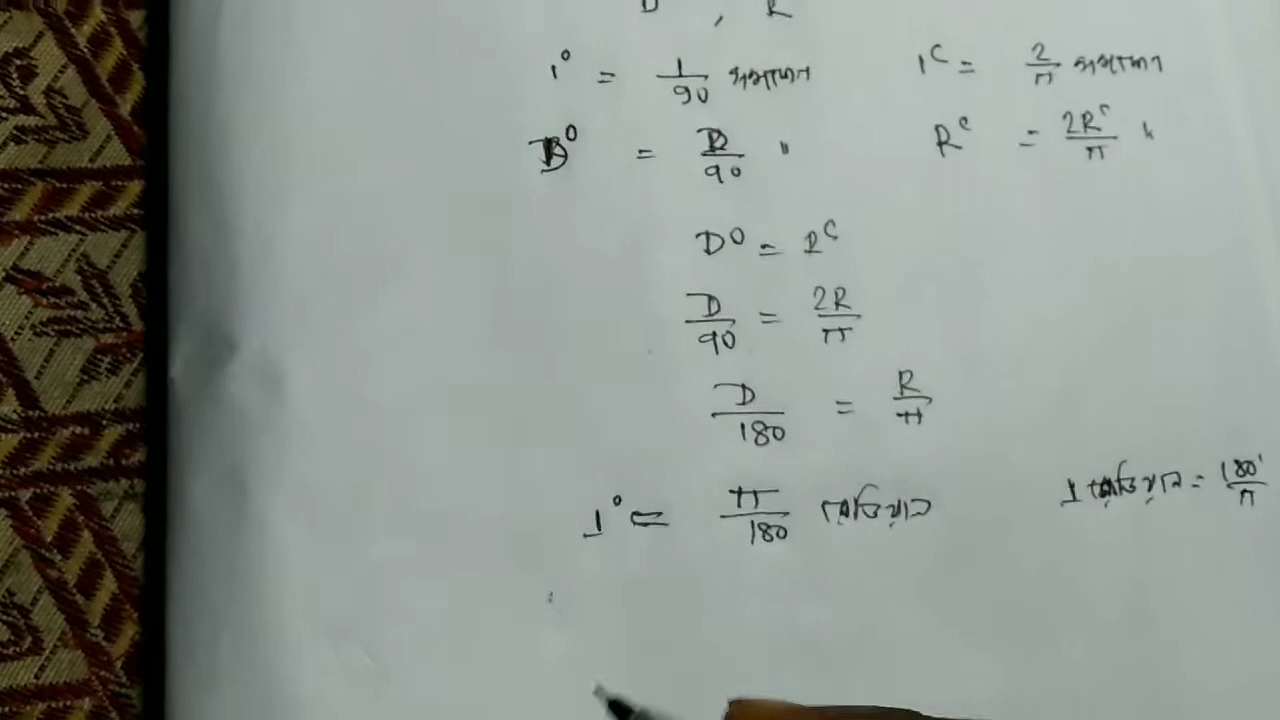 D , R
1° = 1/90 সমকোণ 1ᶜ = 2/π সমকোণ
D° = D/90 " Rᶜ = 2Rᶜ/π "
D° = Rᶜ
D/90 = 2R/π
D/180 = R/π
1° = π/180 রেডিয়ান 1 রেডিয়ান = 180°/π